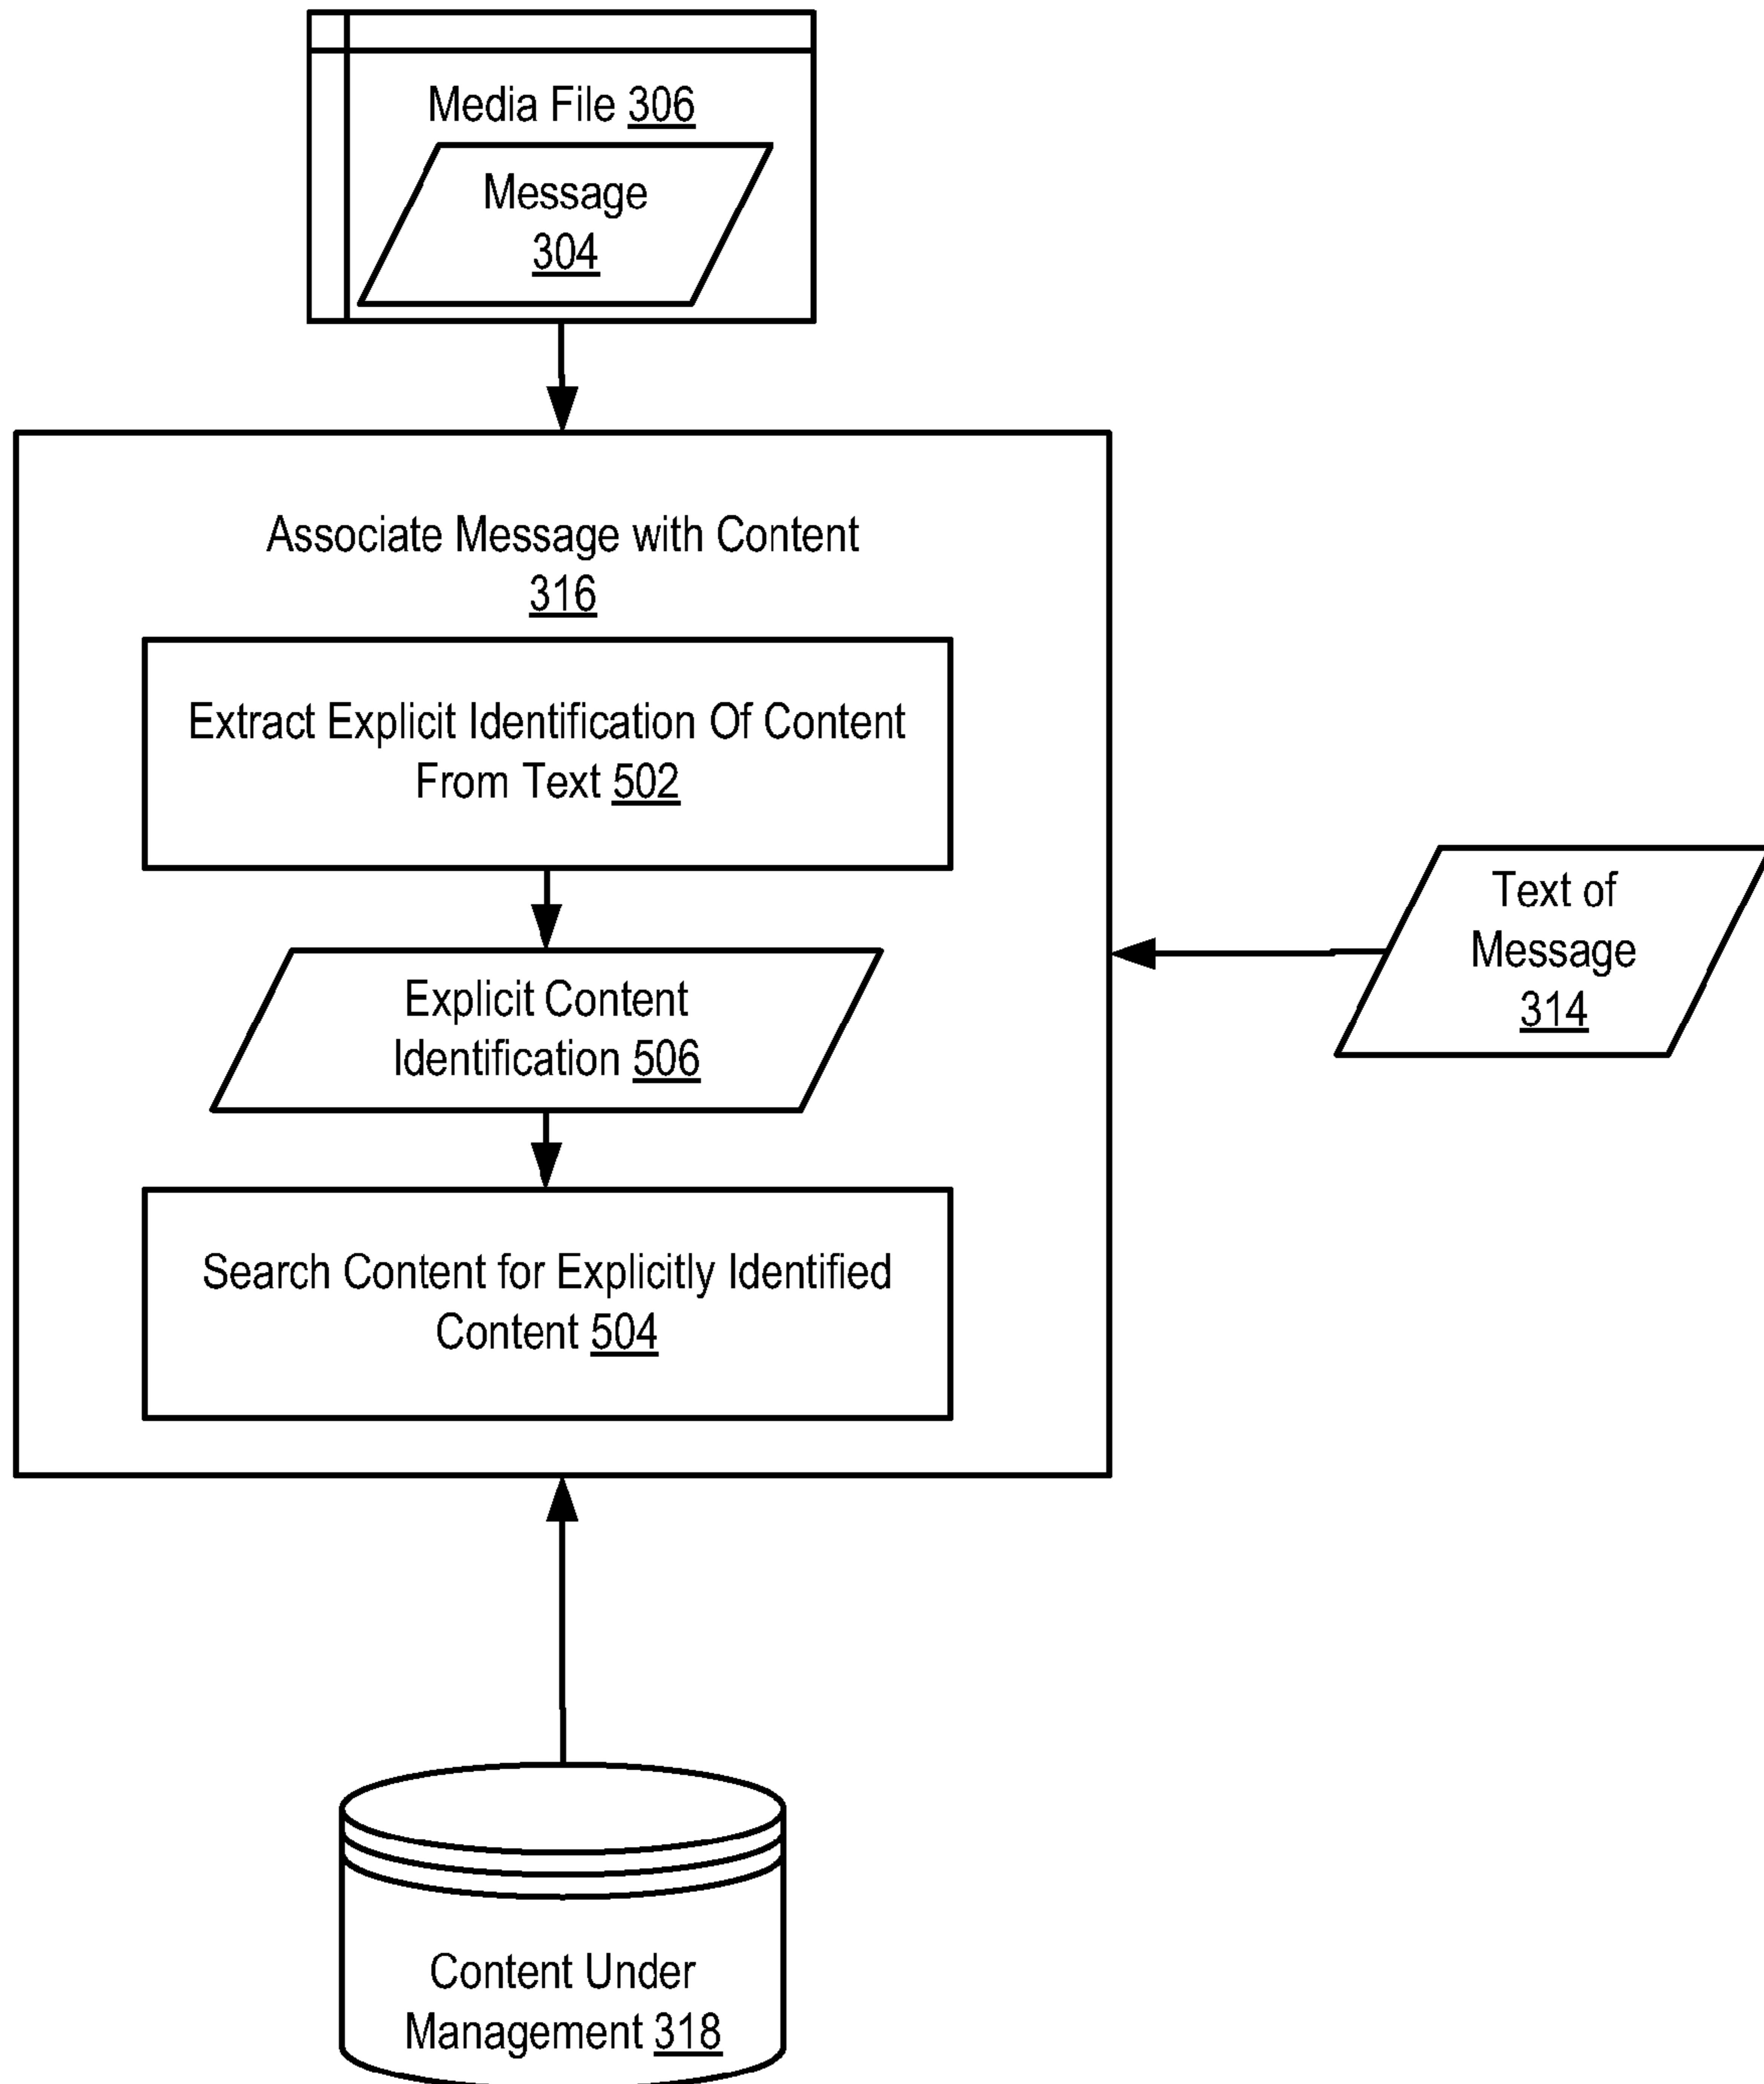 Media File 306
Message
304
Associate Message with Content
316
Extract Explicit Identification Of Content
From Text 502
Explicit Content
Identification 506
Search Content for Explicitly Identified
Content 504
Text of
Message
314
Content Under
Management 318